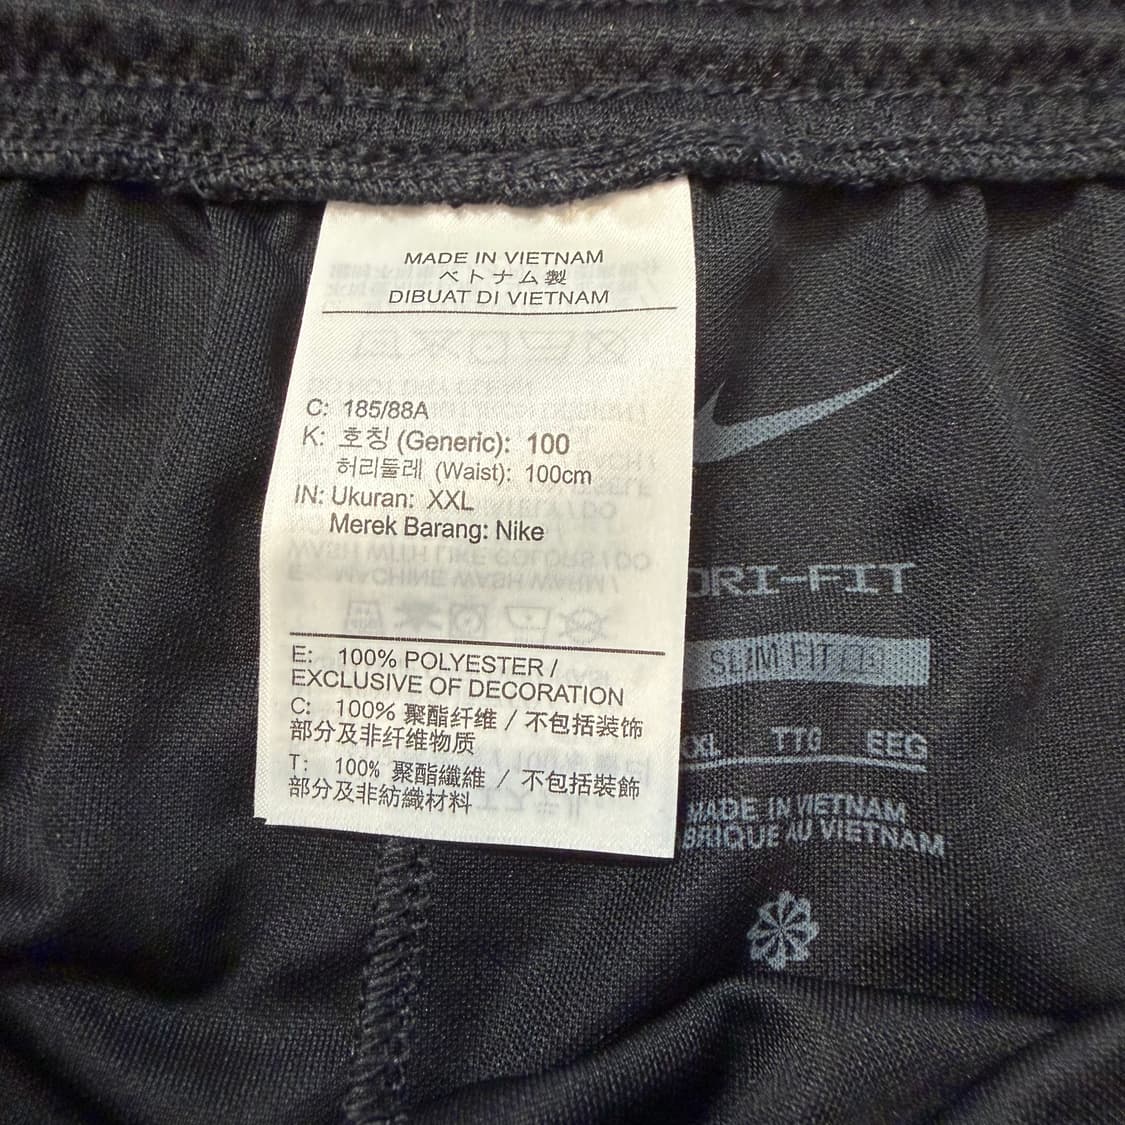 MADE IN VIETNAM
ベトナム製
DIBUAT DI VIETNAM
C: 185/88A
K: 호칭 (Generic): 100
허리둘레 (Waist): 100cm
IN: Ukuran: XXL
Merek Barang: Nike
E: 100% POLYESTER /
EXCLUSIVE OF DECORATION
C: 100% 聚酯纤维 / 不包括装饰
部分及非纤维物质
T: 100% 聚酯纖維 / 不包括裝飾
部分及非紡織材料
DRI-FIT
SLIM FIT
XXL TTG EEG
MADE IN VIETNAM
BRIQUE AU VIETNAM